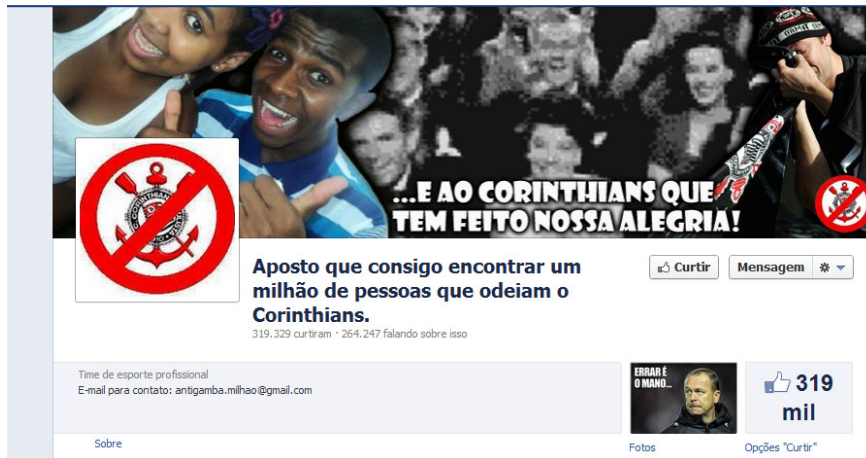 ...E AO CORINTHIANS QUE
TEM FEITO NOSSA ALEGRIA!
Aposto que consigo encontrar um
milhão de pessoas que odeiam o
Corinthians.
319.329 curtiram · 264.247 falando sobre isso
Curtir
Mensagem
Time de esporte profissional
E-mail para contato: antigamba.milhao@gmail.com
Sobre
ERRAR É
O MANO...
Fotos
319
mil
Opções "Curtir"